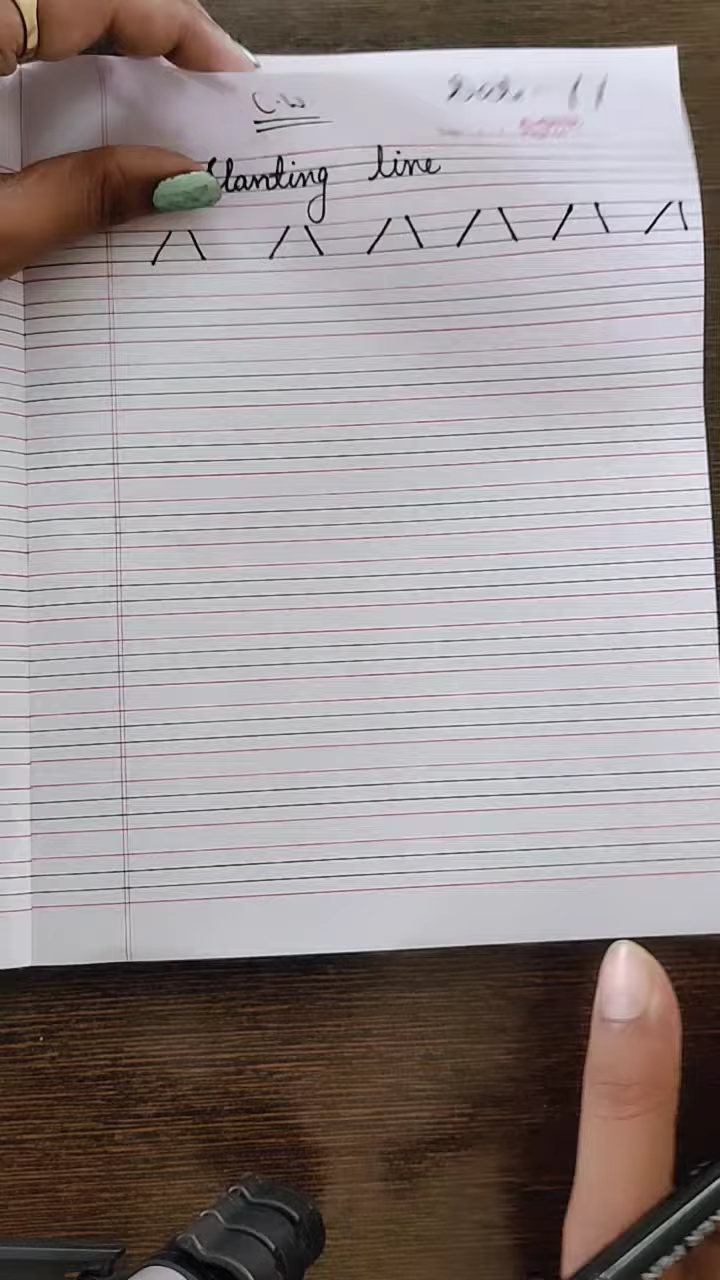 C.W.
Slanting line
/ \ / \ / \ / \ / \ / \